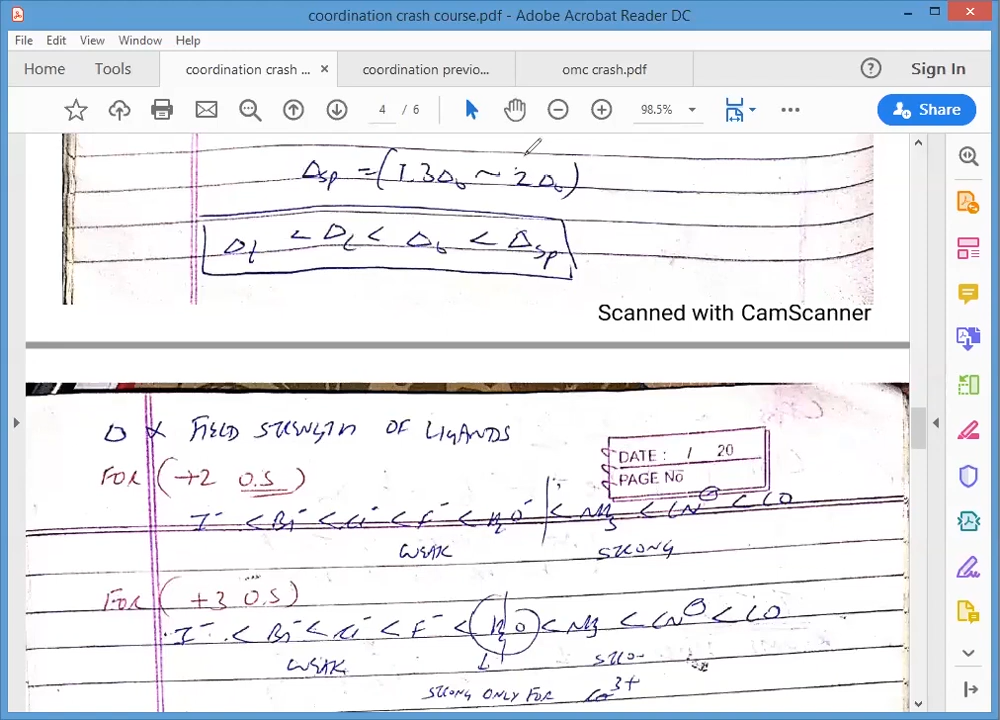 coordination crash course.pdf - Adobe Acrobat Reader DC
File Edit View Window Help
Home Tools coordination crash ... × coordination previo... omc crash.pdf Sign In
4 / 6 98.5% Share
Δsp = (1.3Δo ~ 2Δo)
Δt < Δt < Δo < Δsp
Scanned with CamScanner
Δ ∝ FIELD STRENGTH OF LIGANDS
DATE : / 20
PAGE No
FOR (+2 O.S)
I⁻ < Br⁻ < Cl⁻ < F⁻ < H₂O < NH₃ < CN⊖ < CO
WEAK STRONG
FOR (+3 O.S)
I⁻ < Br⁻ < Cl⁻ < F⁻ < H₂O < NH₃ < CN⊖ < CO
WEAK
STRONG ONLY FOR Co³⁺